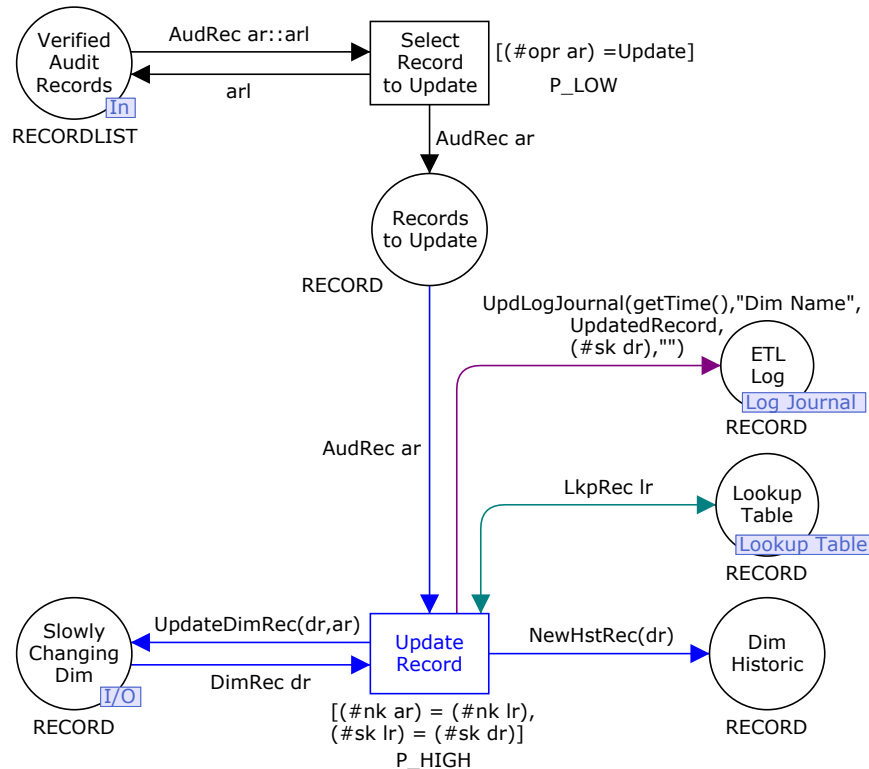 Verified
Audit
Records
In
RECORDLIST
AudRec ar::arl
arl
Select
Record
to Update
[(#opr ar) =Update]
P_LOW
AudRec ar
Records
to Update
RECORD
UpdLogJournal(getTime(),"Dim Name",
UpdatedRecord,
(#sk dr),"")
ETL
Log
Log Journal
RECORD
AudRec ar
LkpRec lr
Lookup
Table
Lookup Table
RECORD
Slowly
Changing
Dim
I/O
RECORD
UpdateDimRec(dr,ar)
DimRec dr
Update
Record
[(#nk ar) = (#nk lr),
(#sk lr) = (#sk dr)]
P_HIGH
NewHstRec(dr)
Dim
Historic
RECORD